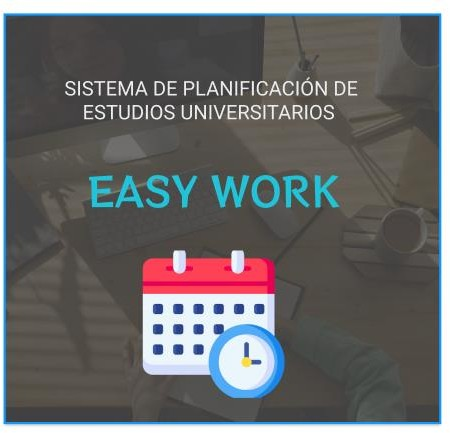 SISTEMA DE PLANIFICACIÓN DE
ESTUDIOS UNIVERSITARIOS
EASY WORK